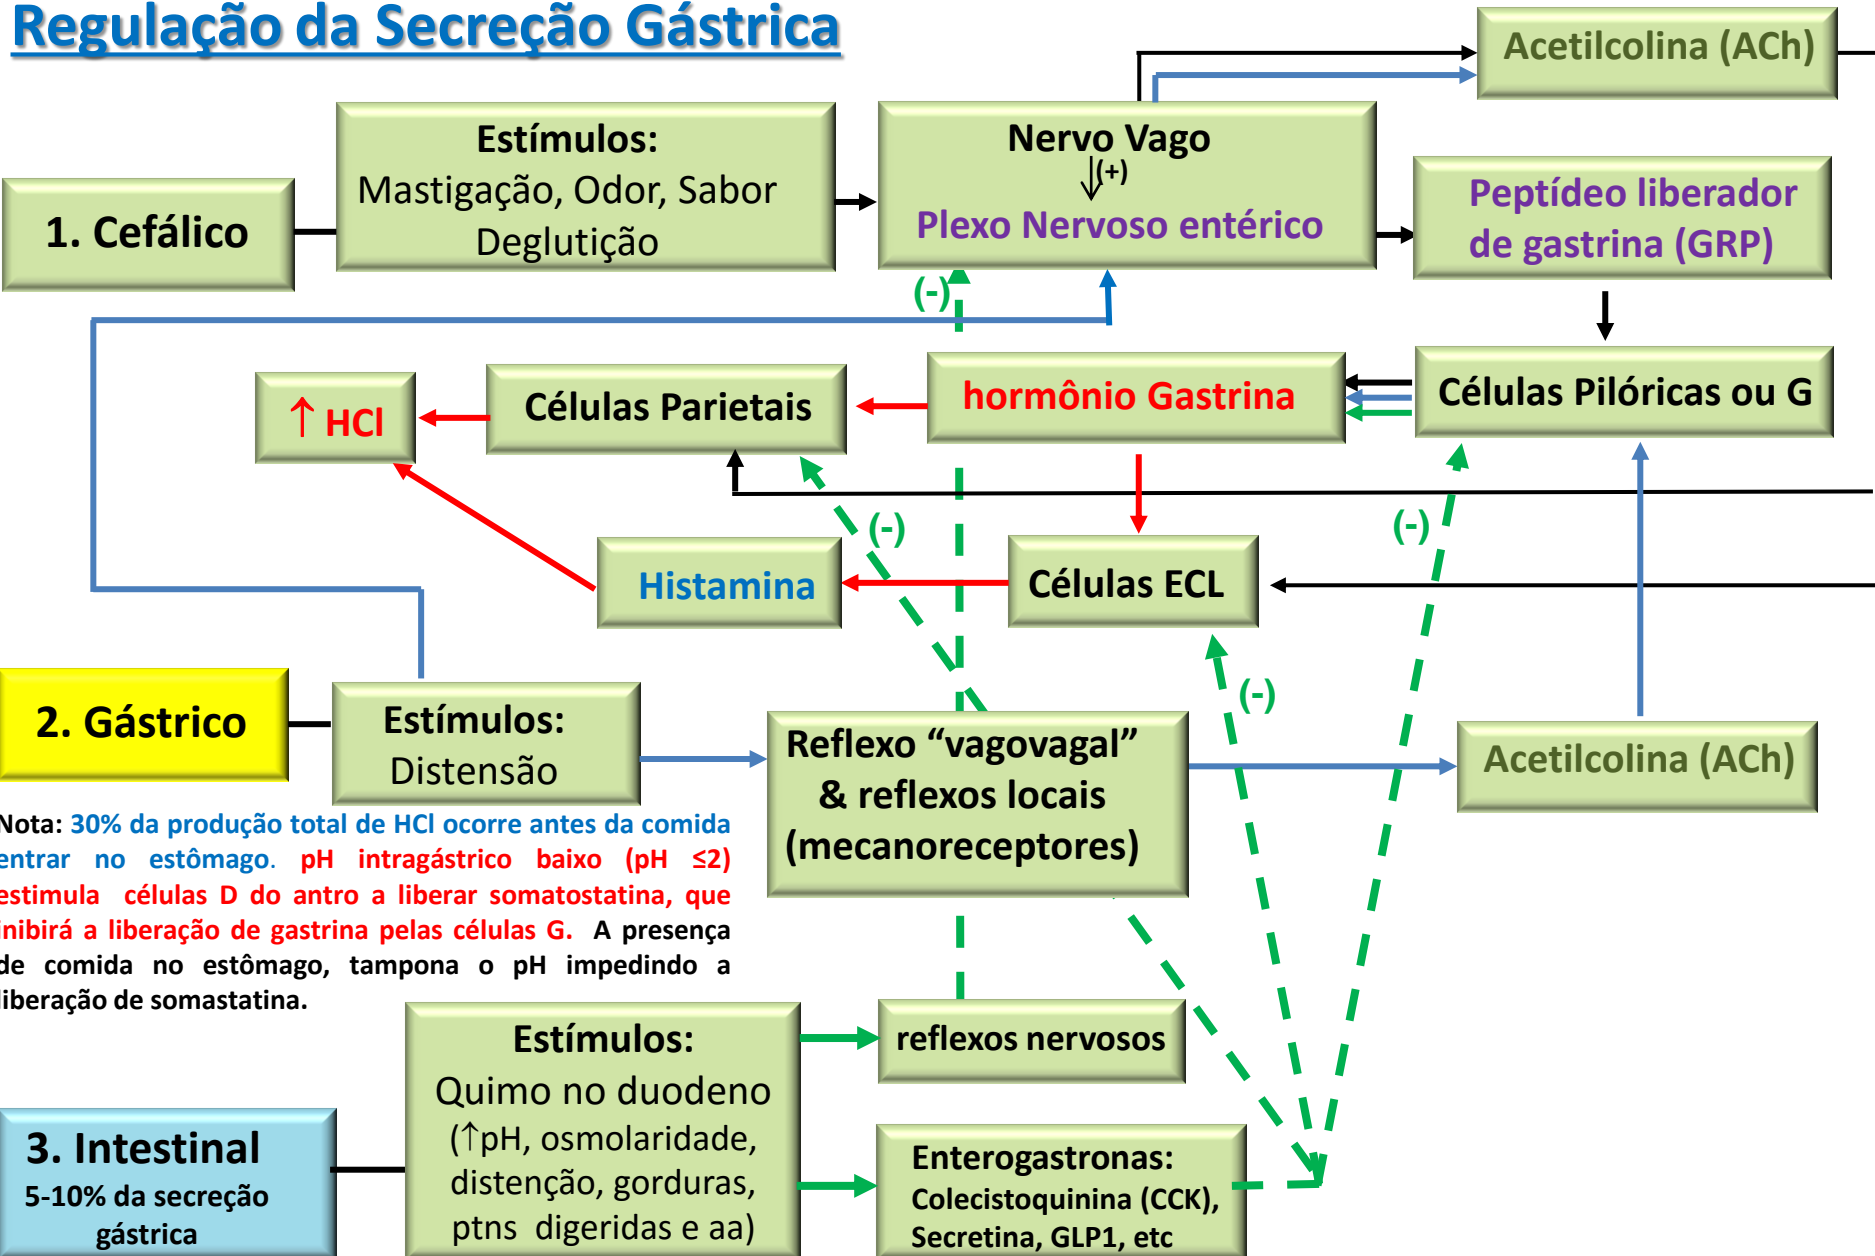 Regulação da Secreção Gástrica
Acetilcolina (ACh)
Estímulos:
Mastigação, Odor, Sabor
Deglutição
Nervo Vago
(+)
Plexo Nervoso entérico
Peptídeo liberador
de gastrina (GRP)
1. Cefálico
(-)
↑ HCl
Células Parietais
hormônio Gastrina
Células Pilóricas ou G
(-)
(-)
Histamina
Células ECL
(-)
2. Gástrico
Estímulos:
Distensão
Reflexo “vagovagal”
& reflexos locais
(mecanoreceptores)
Acetilcolina (ACh)
Nota: 30% da produção total de HCl ocorre antes da comida
entrar no estômago. pH intragástrico baixo (pH ≤2)
estimula células D do antro a liberar somatostatina, que
inibirá a liberação de gastrina pelas células G. A presença
de comida no estômago, tampona o pH impedindo a
liberação de somastatina.
Estímulos:
Quimo no duodeno
(↑pH, osmolaridade,
distenção, gorduras,
ptns digeridas e aa)
reflexos nervosos
3. Intestinal
5-10% da secreção
gástrica
Enterogastronas:
Colecistoquinina (CCK),
Secretina, GLP1, etc